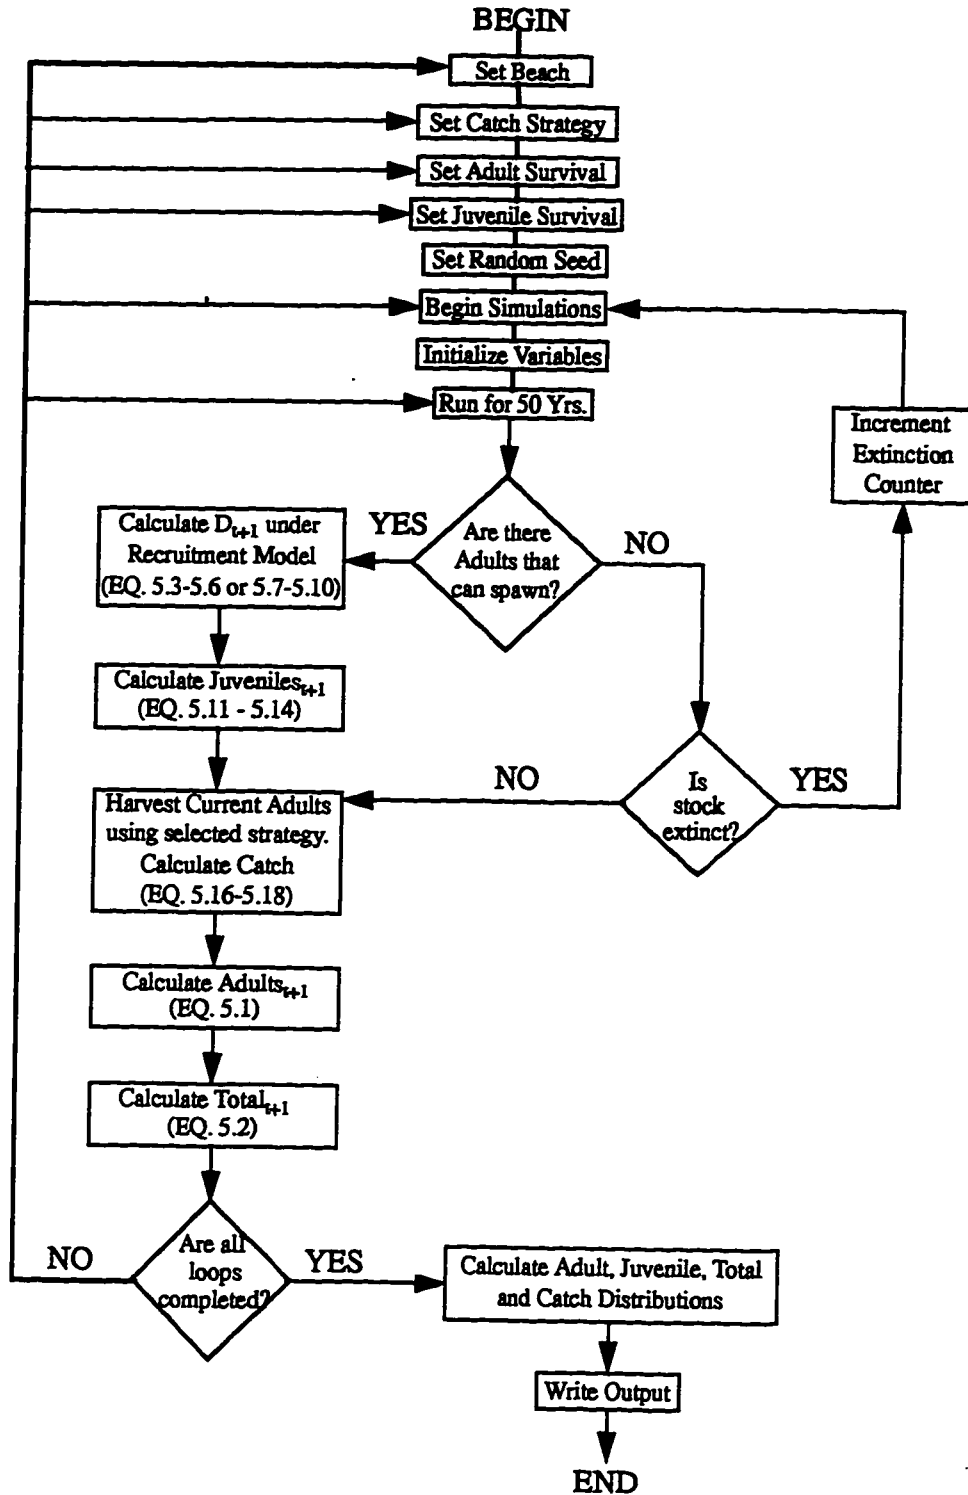 BEGIN
Set Beach
Set Catch Strategy
Set Adult Survival
Set Juvenile Survival
Set Random Seed
Begin Simulations
Initialize Variables
Run for 50 Yrs.
Increment
Extinction
Counter
Are there
Adults that
can spawn?
YES
NO
Calculate Dt+1 under
Recruitment Model
(EQ. 5.3-5.6 or 5.7-5.10)
Calculate Juvenilest+1
(EQ. 5.11 - 5.14)
Is
stock
extinct?
NO
YES
Harvest Current Adults
using selected strategy.
Calculate Catch
(EQ. 5.16-5.18)
Calculate Adultst+1
(EQ. 5.1)
Calculate Totalt+1
(EQ. 5.2)
Are all
loops
completed?
NO
YES
Calculate Adult, Juvenile, Total
and Catch Distributions
Write Output
END